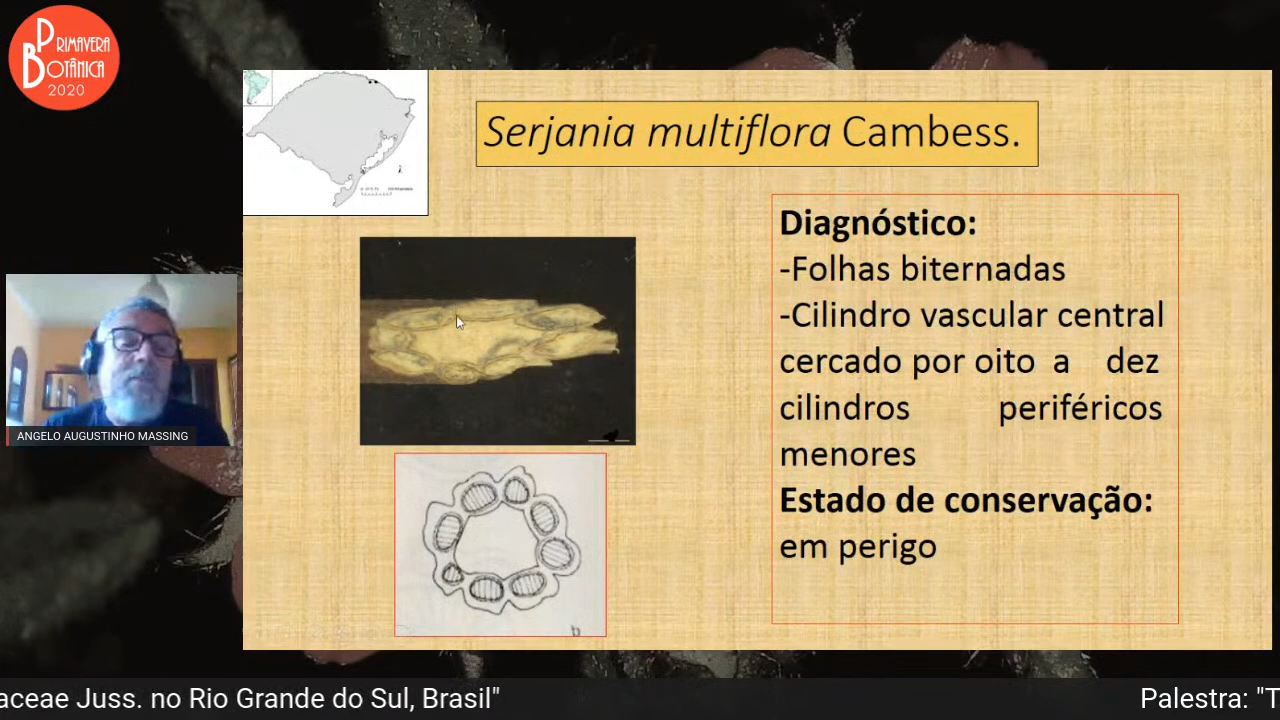 PRIMAVERA
BOTÂNICA
2020
Serjania multiflora Cambess.
Diagnóstico:
-Folhas biternadas
-Cilindro vascular central
cercado por oito a dez
cilindros periféricos
menores
Estado de conservação:
em perigo
ANGELO AUGUSTINHO MASSING
b
aceae Juss. no Rio Grande do Sul, Brasil"
Palestra: "T